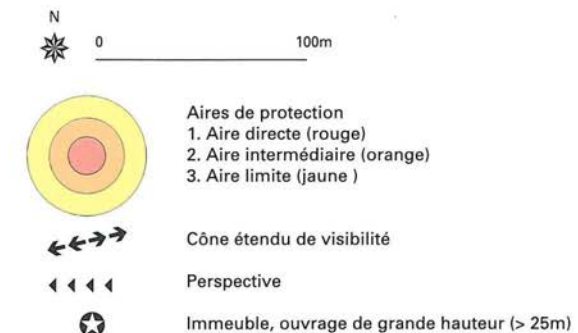 N
0 100m
Aires de protection
1. Aire directe (rouge)
2. Aire intermédiaire (orange)
3. Aire limite (jaune )
Cône étendu de visibilité
Perspective
Immeuble, ouvrage de grande hauteur (> 25m)